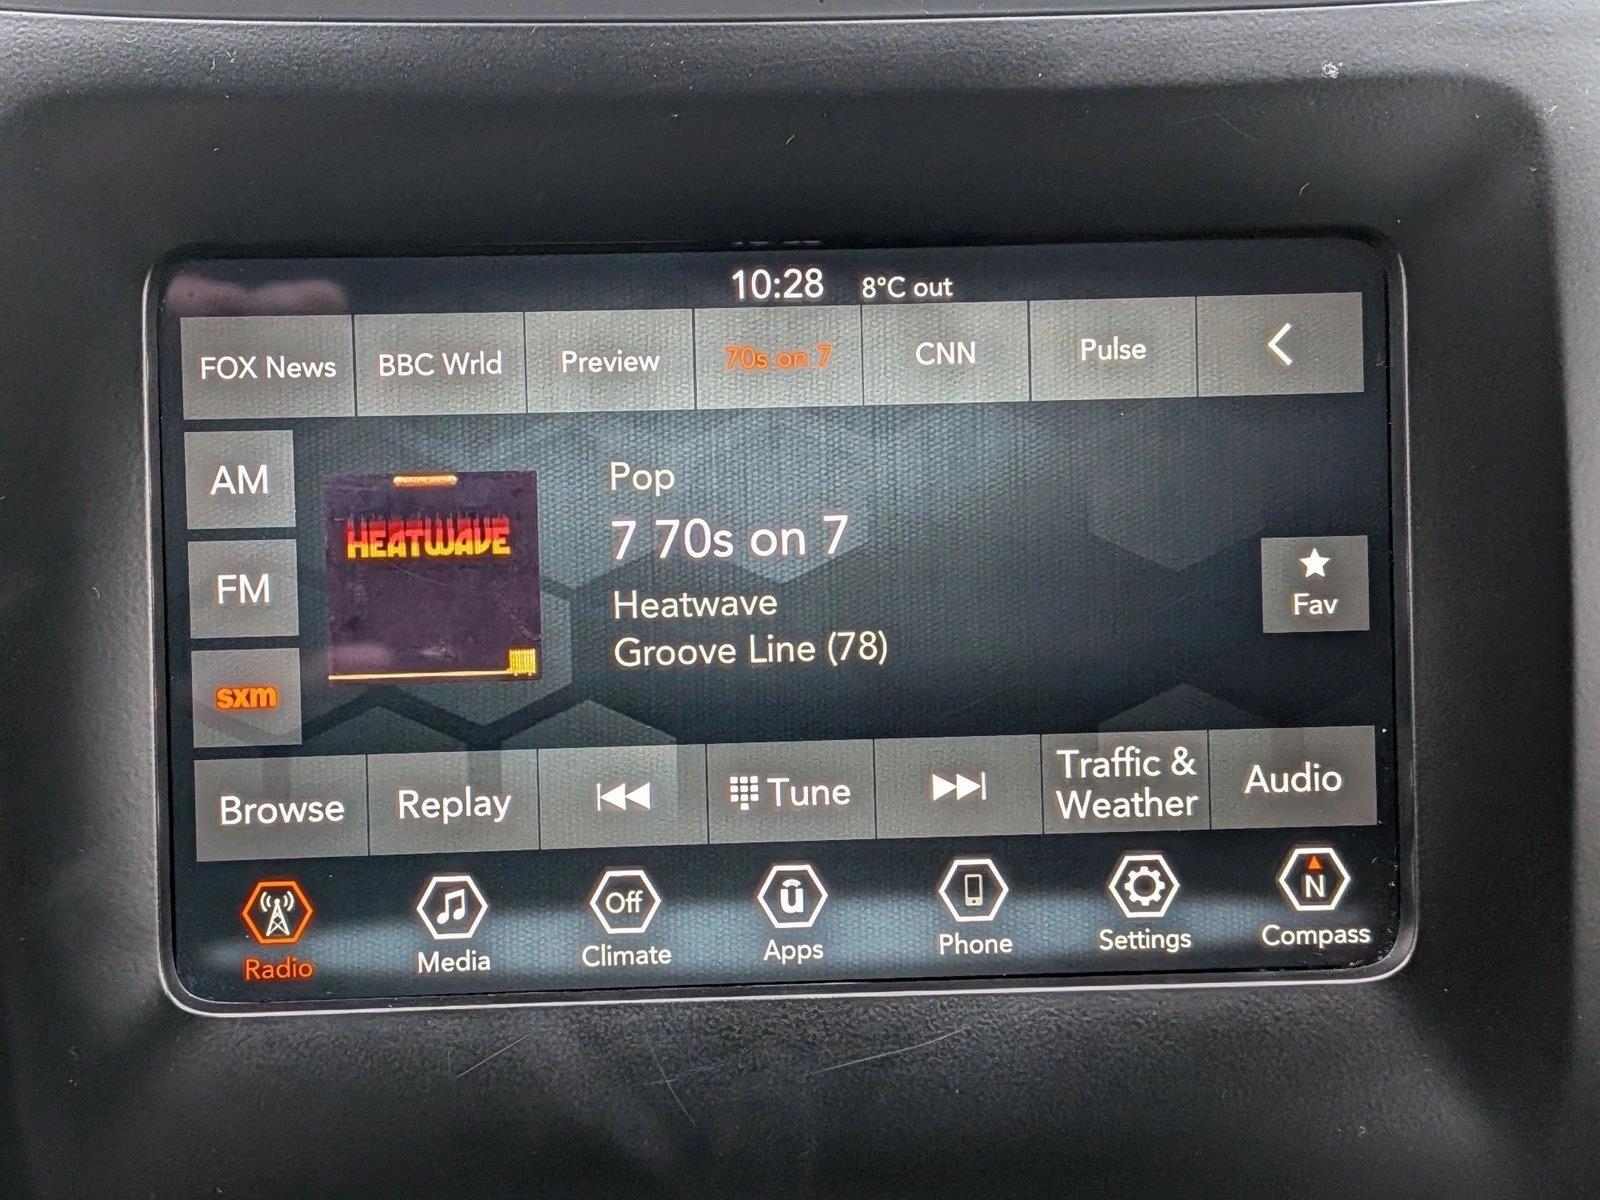 10:28 8°C out
FOX News BBC Wrld Preview 70s on 7 CNN Pulse
AM
FM
sxm
HEATWAVE
Pop
7 70s on 7
Heatwave
Groove Line (78)
Fav
Browse Replay Tune Traffic & Weather Audio
Off
N
Radio Media Climate Apps Phone Settings Compass